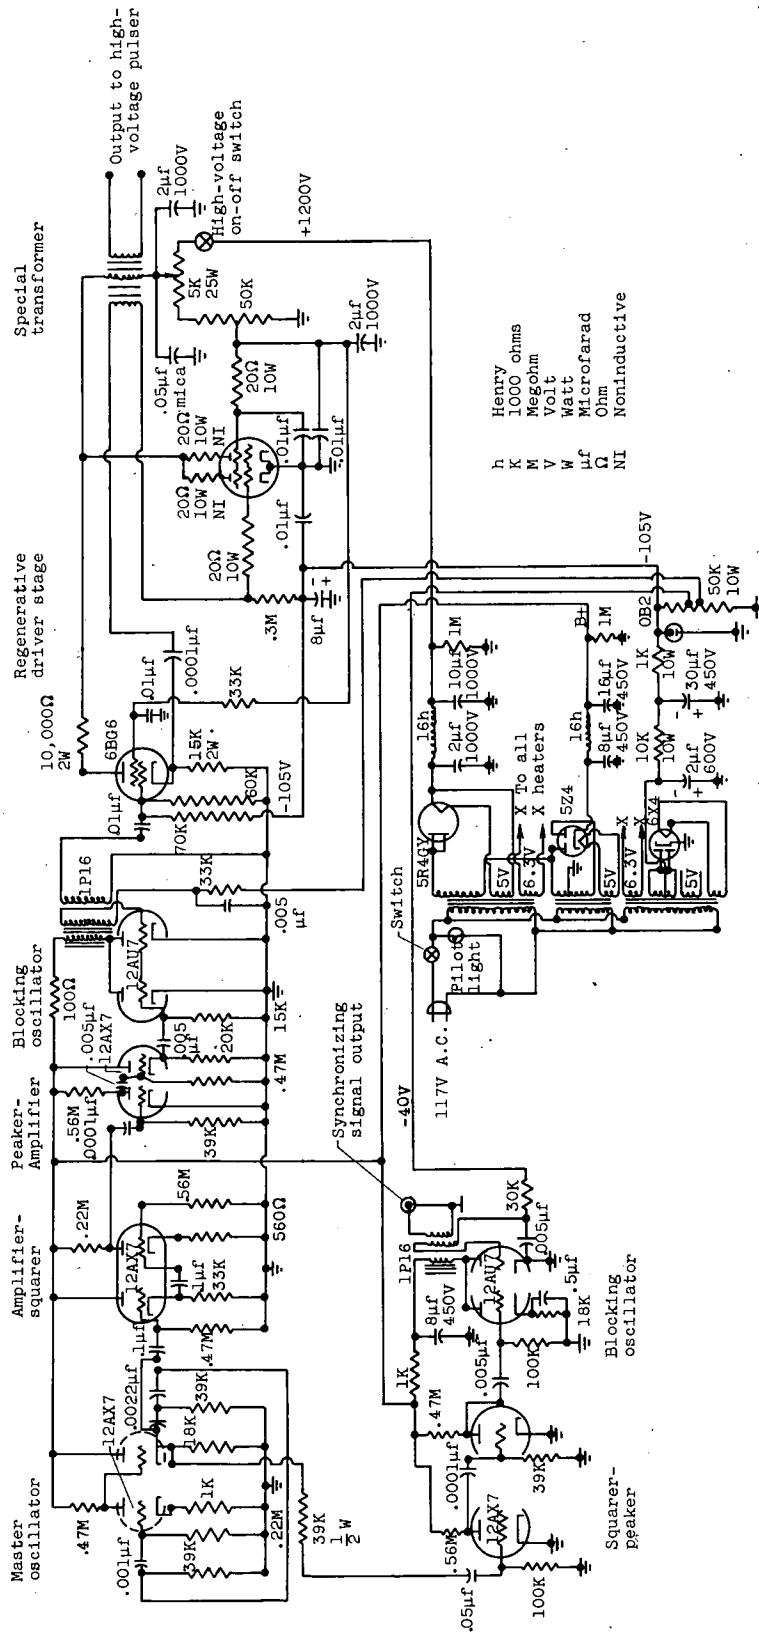 Master
oscillator
Amplifier-
squarer
Peaker-
Amplifier
Blocking
oscillator
Regenerative
driver stage
Special
transformer
Output to high-
voltage pulser
.47M
12AX7
.001μf
39K
1K
.22M
.0022μf
18K
39K
39K
1/2 W
.1μf
.47M
12AX7
.22M
.1μf
33K
.56M
560Ω
.56M
.0001μf
.005μf
12AX7
39K
.47M
.005
μf
20K
15K
100Ω
12AU7
1P16
.005
μf
33K
.01μf
70K
60K
-105V
10,000Ω
2W
6BG6
.01μf
15K
2W
33K
.0001μf
.3M
8μf
- +
20Ω
10W
20Ω
10W
NI
20Ω
10W
NI
.01μf
.01μf
.01μf
20Ω
10W
.05μf
mica
2μf
1000V
5K
25W
50K
2μf
1000V
High-voltage
on-off switch
+1200V
h Henry
K 1000 ohms
M Megohm
V Volt
W Watt
μf Microfarad
Ω Ohm
NI Noninductive
Synchronizing
signal output
-40V
117V A.C.
Switch
Pilot
light
5R4GY
16h
2μf
1000V
10μf
1000V
1M
5V
6.3V
X To all
X heaters
5Z4
16h
8μf
450V
16μf
450V
1M
B+
5V
6.3V
X
X
6X4
5V
10K
10W
1K
10W
2μf
600V
- +
30μf
450V
- +
OB2
-105V
50K
10W
Squarer-
peaker
Blocking
oscillator
.05μf
.56M
12AX7
100K
.0001μf
.47M
39K
1K
8μf
450V
.005μf
100K
1P16
12AU7
.5μf
18K
.005μf
30K